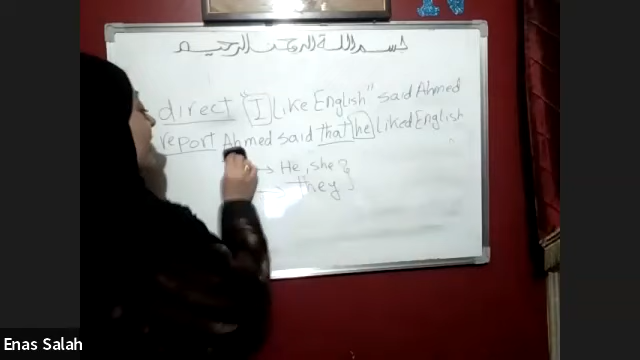 بسم الله الرحمن الرحيم
direct "I like English" said Ahmed
report Ahmed said that he liked English
→ He, she
→ they
Enas Salah